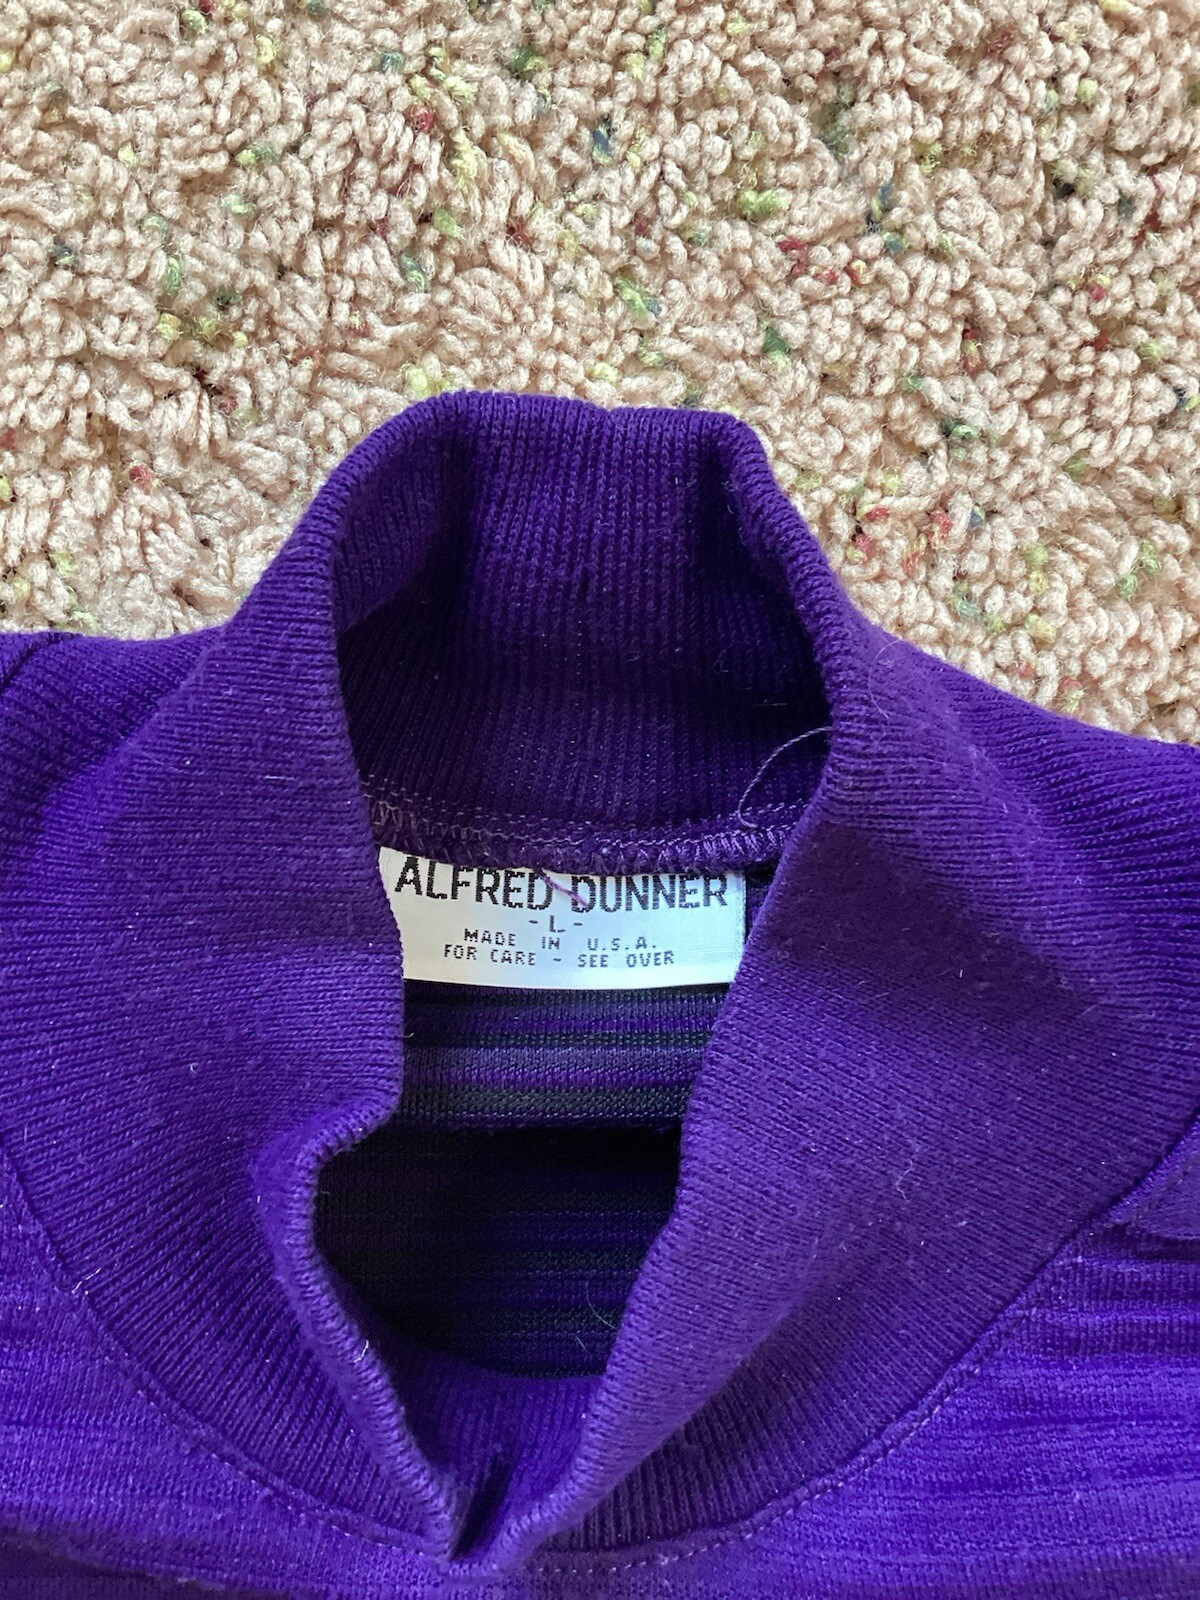 ALFRED DUNNER
- L -
MADE IN U.S.A.
FOR CARE - SEE OVER